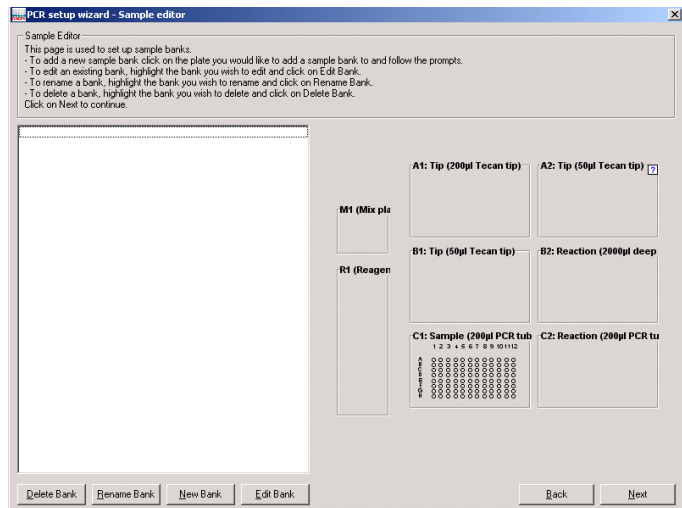 PCR setup wizard - Sample editor
Sample Editor
This page is used to set up sample banks.
- To add a new sample bank click on the plate you would like to add a sample bank to and follow the prompts.
- To edit an existing bank, highlight the bank you wish to edit and click on Edit Bank.
- To rename a bank, highlight the bank you wish to rename and click on Rename Bank.
- To delete a bank, highlight the bank you wish to delete and click on Delete Bank.
Click on Next to continue.
A1: Tip (200µl Tecan tip)
A2: Tip (50µl Tecan tip)
?
M1 (Mix pla
B1: Tip (50µl Tecan tip)
B2: Reaction (2000µl deep
R1 (Reagen
C1: Sample (200µl PCR tub
C2: Reaction (200µl PCR tu
1 2 3 4 5 6 7 8 9 10 11 12
A
B
C
D
E
F
G
H
Delete Bank
Rename Bank
New Bank
Edit Bank
Back
Next